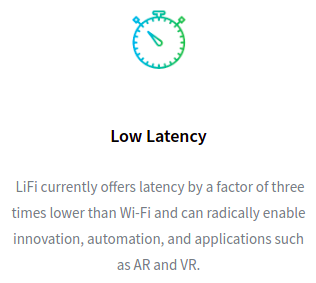 Low Latency
LiFi currently offers latency by a factor of three
times lower than Wi-Fi and can radically enable
innovation, automation, and applications such
as AR and VR.